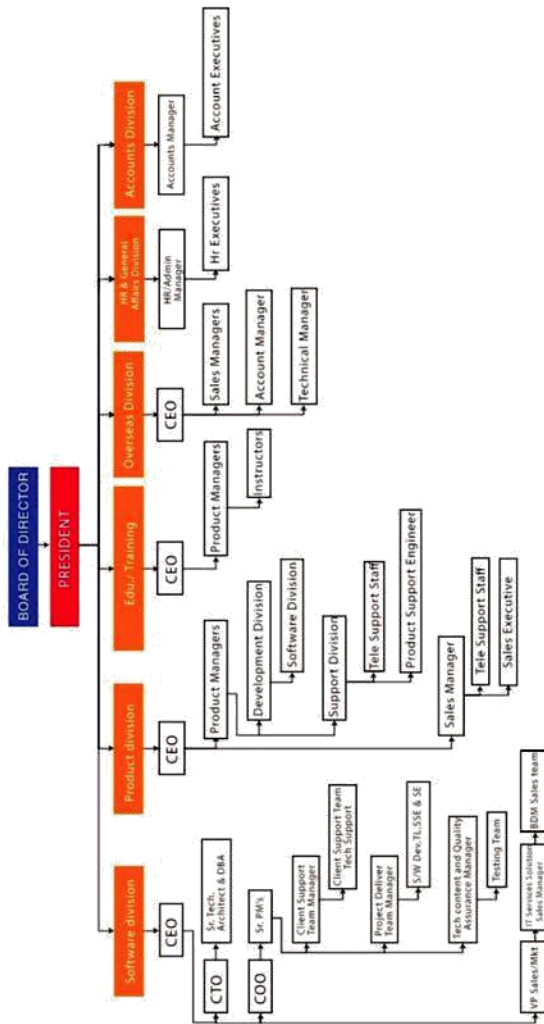 BOARD OF DIRECTOR
PRESIDENT
Software division
Product division
Edu./ Training
Overseas Division
HR & General
Affairs Division
Accounts Division
CEO
CEO
CEO
CEO
HR/Admin
Manager
Accounts Manager
CTO
Sr. Tech.
Architect & DBA
COO
Sr. PM's
Client Support
Team Manager
Client Support Team
Tech Support
Project Deliver
Team Manager
S/W Dev.TL,SSE & SE
Tech content and Quality
Assurance Manager
Testing Team
VP Sales/Mkt
IT Services Solution
Sales Manager
BDM Sales team
Product Managers
Development Division
Software Division
Support Division
Tele Support Staff
Product Support Engineer
Sales Manager
Tele Support Staff
Sales Executive
Product Managers
Instructors
Sales Managers
Account Manager
Technical Manager
Hr Executives
Account Executives